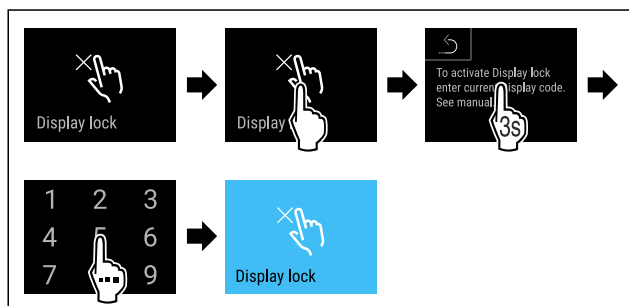 Display lock
Display
To activate Display lock
enter current display code.
See manual
3s
1 2 3
4 5 6
7 9
Display lock